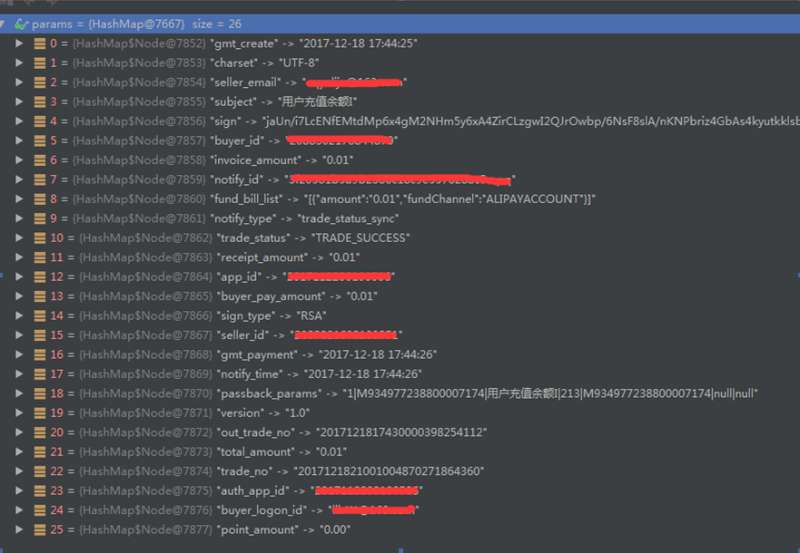 params = {HashMap@7667} size = 26
0 = {HashMap$Node@7852} "gmt_create" -> "2017-12-18 17:44:25"
1 = {HashMap$Node@7853} "charset" -> "UTF-8"
2 = {HashMap$Node@7854} "seller_email" -> "
3 = {HashMap$Node@7855} "subject" -> "用户充值余额I"
4 = {HashMap$Node@7856} "sign" -> "jaUn/i7LcENfEMtdMp6x4gM2NHm5y6xA4ZirCLzgwI2QJrOwbp/6NsF8slA/nKNPbriz4GbAs4kyutkklsb
5 = {HashMap$Node@7857} "buyer_id" -> "
6 = {HashMap$Node@7858} "invoice_amount" -> "0.01"
7 = {HashMap$Node@7859} "notify_id" -> "
8 = {HashMap$Node@7860} "fund_bill_list" -> "[{"amount":"0.01","fundChannel":"ALIPAYACCOUNT"}]"
9 = {HashMap$Node@7861} "notify_type" -> "trade_status_sync"
10 = {HashMap$Node@7862} "trade_status" -> "TRADE_SUCCESS"
11 = {HashMap$Node@7863} "receipt_amount" -> "0.01"
12 = {HashMap$Node@7864} "app_id" -> "
13 = {HashMap$Node@7865} "buyer_pay_amount" -> "0.01"
14 = {HashMap$Node@7866} "sign_type" -> "RSA"
15 = {HashMap$Node@7867} "seller_id" -> "
16 = {HashMap$Node@7868} "gmt_payment" -> "2017-12-18 17:44:26"
17 = {HashMap$Node@7869} "notify_time" -> "2017-12-18 17:44:26"
18 = {HashMap$Node@7870} "passback_params" -> "1|M934977238800007174|用户充值余额I|213|M934977238800007174|null|null"
19 = {HashMap$Node@7871} "version" -> "1.0"
20 = {HashMap$Node@7872} "out_trade_no" -> "2017121817430000398254112"
21 = {HashMap$Node@7873} "total_amount" -> "0.01"
22 = {HashMap$Node@7874} "trade_no" -> "2017121821001004870271864360"
23 = {HashMap$Node@7875} "auth_app_id" -> "
24 = {HashMap$Node@7876} "buyer_logon_id" -> "
25 = {HashMap$Node@7877} "point_amount" -> "0.00"